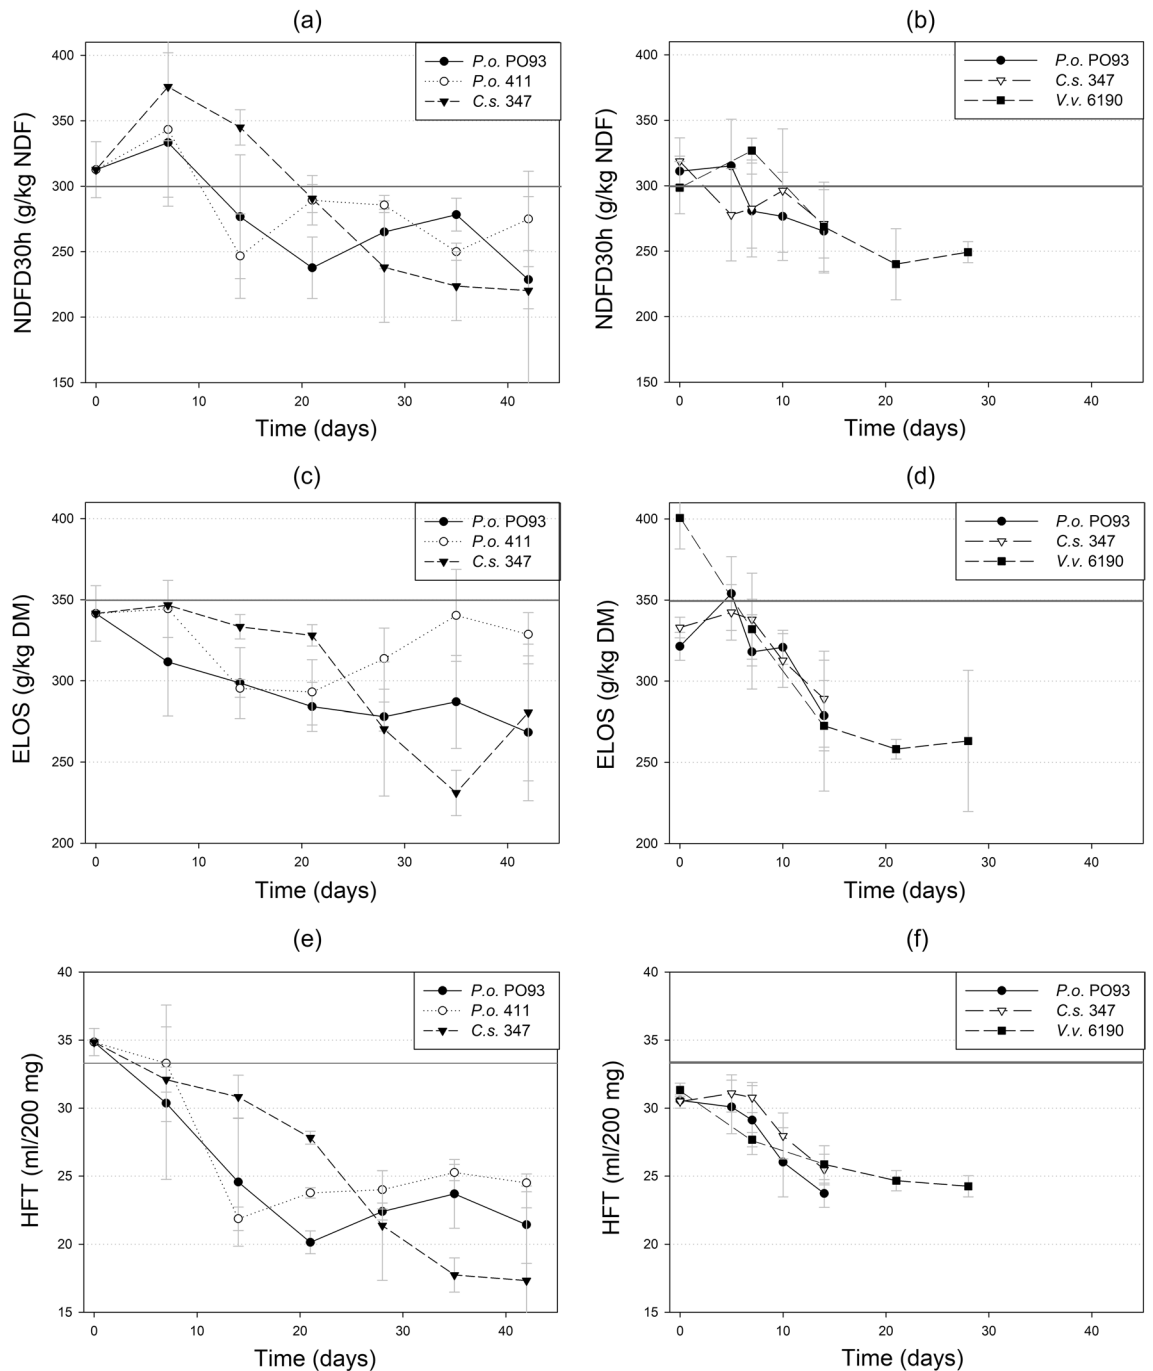 (a)
400
350
300
250
200
150
NDFD30h (g/kg NDF)
P.o. PO93
P.o. 411
C.s. 347
0 10 20 30 40
Time (days)
(b)
400
350
300
250
200
150
NDFD30h (g/kg NDF)
P.o. PO93
C.s. 347
V.v. 6190
0 10 20 30 40
Time (days)
(c)
400
350
300
250
200
ELOS (g/kg DM)
P.o. PO93
P.o. 411
C.s. 347
0 10 20 30 40
Time (days)
(d)
400
350
300
250
200
ELOS (g/kg DM)
P.o. PO93
C.s. 347
V.v. 6190
0 10 20 30 40
Time (days)
(e)
40
35
30
25
20
15
HFT (ml/200 mg)
P.o. PO93
P.o. 411
C.s. 347
0 10 20 30 40
Time (days)
(f)
40
35
30
25
20
15
HFT (ml/200 mg)
P.o. PO93
C.s. 347
V.v. 6190
0 10 20 30 40
Time (days)